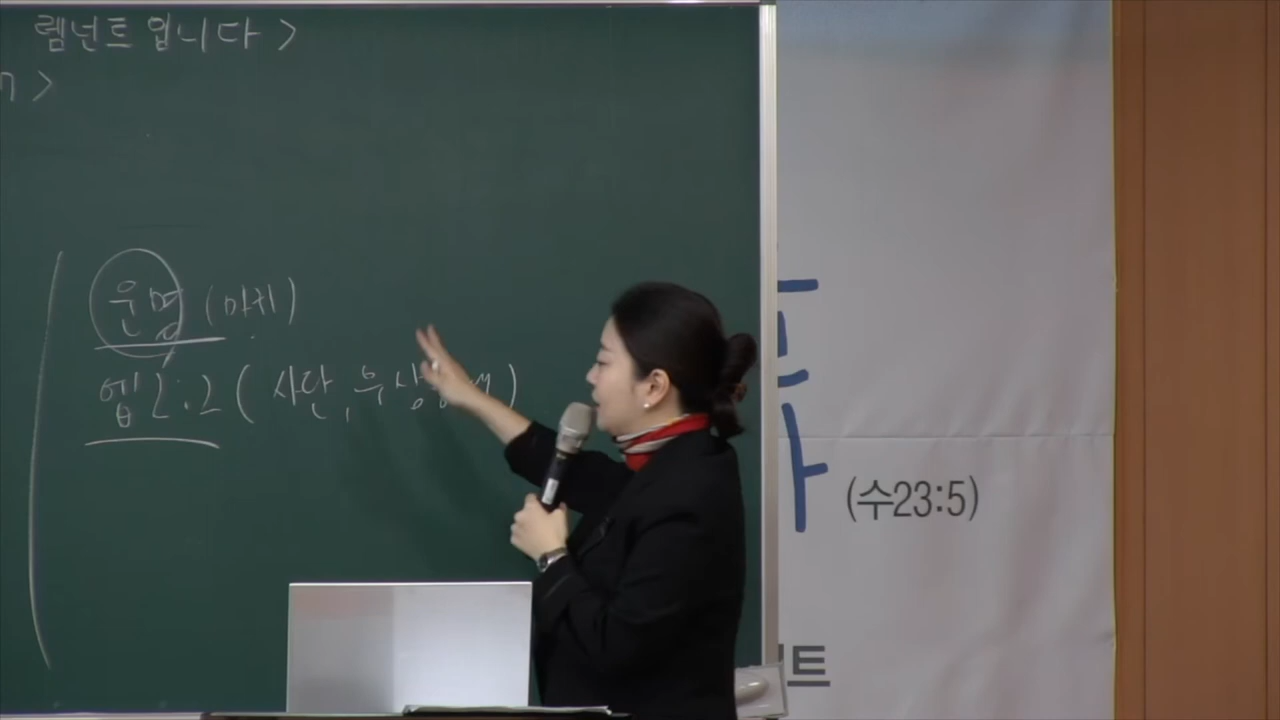 렘넌트 입니다 >
7 >
운명 (마귀)
엡 2:2 (사단, 우상
(수23:5)
트